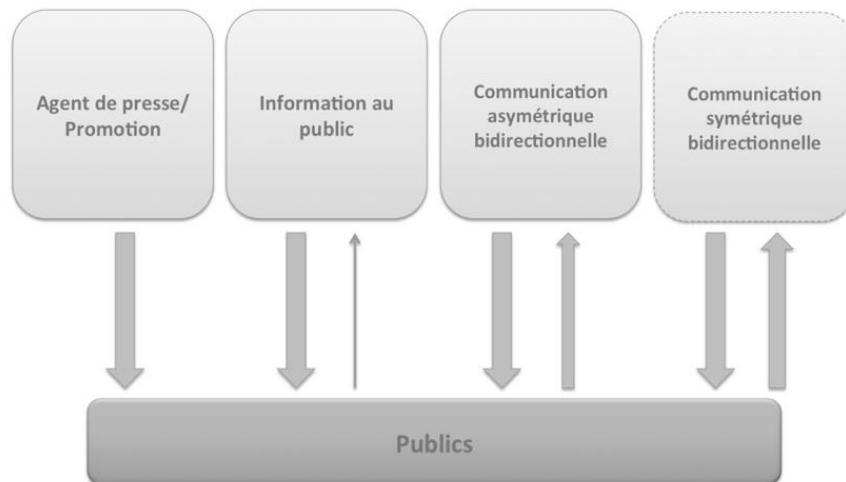 Agent de presse/
Promotion
Information au
public
Communication
asymétrique
bidirectionnelle
Communication
symétrique
bidirectionnelle
Publics